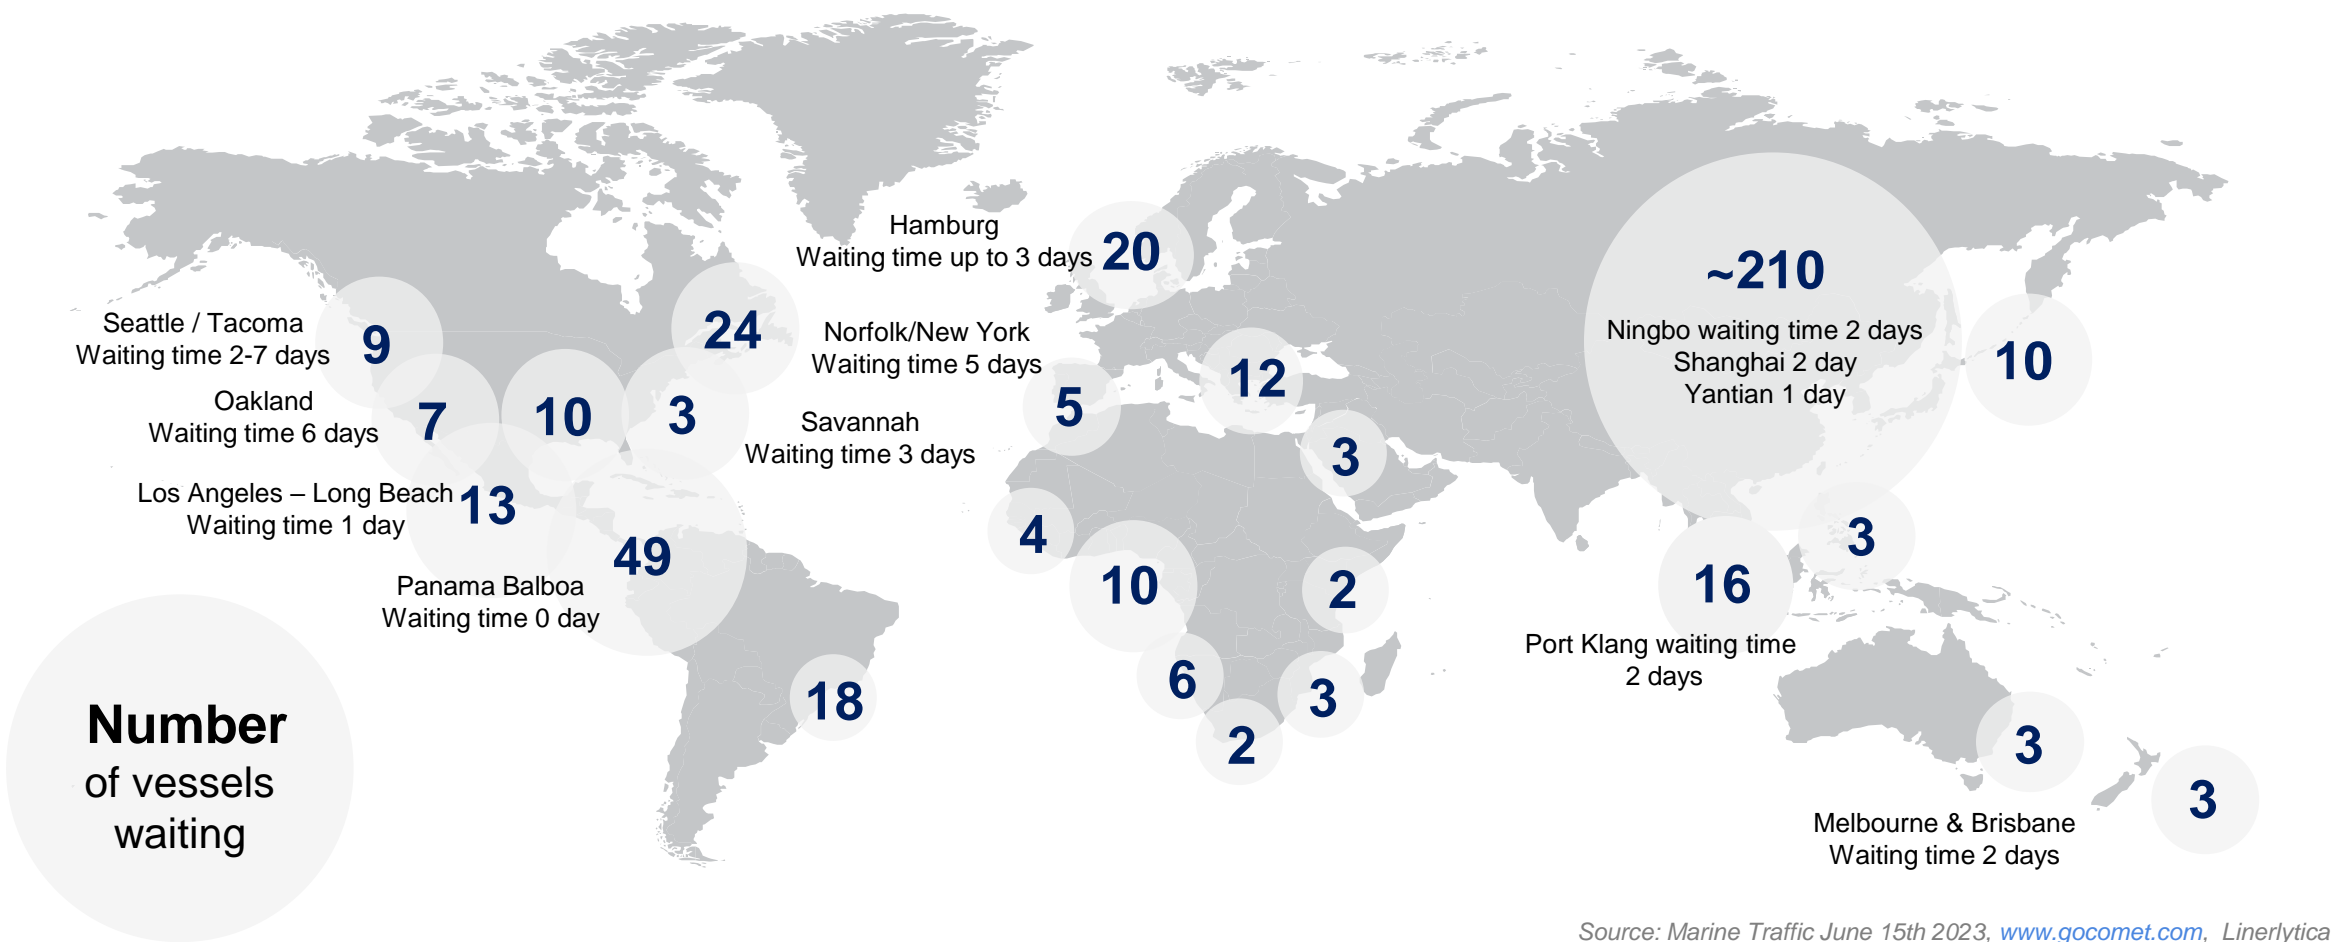 Hamburg
Waiting time up to 3 days
20
~210
Ningbo waiting time 2 days
Shanghai 2 day
Yantian 1 day
10
Seattle / Tacoma
Waiting time 2-7 days
9
24
Norfolk/New York
Waiting time 5 days
12
5
Oakland
Waiting time 6 days
7
10
3
Savannah
Waiting time 3 days
3
Los Angeles – Long Beach
Waiting time 1 day
13
49
4
3
Panama Balboa
Waiting time 0 day
10
2
16
Port Klang waiting time
2 days
18
6
3
2
3
3
Melbourne & Brisbane
Waiting time 2 days
Number
of vessels
waiting
Source: Marine Traffic June 15th 2023, www.gocomet.com, Linerlytica